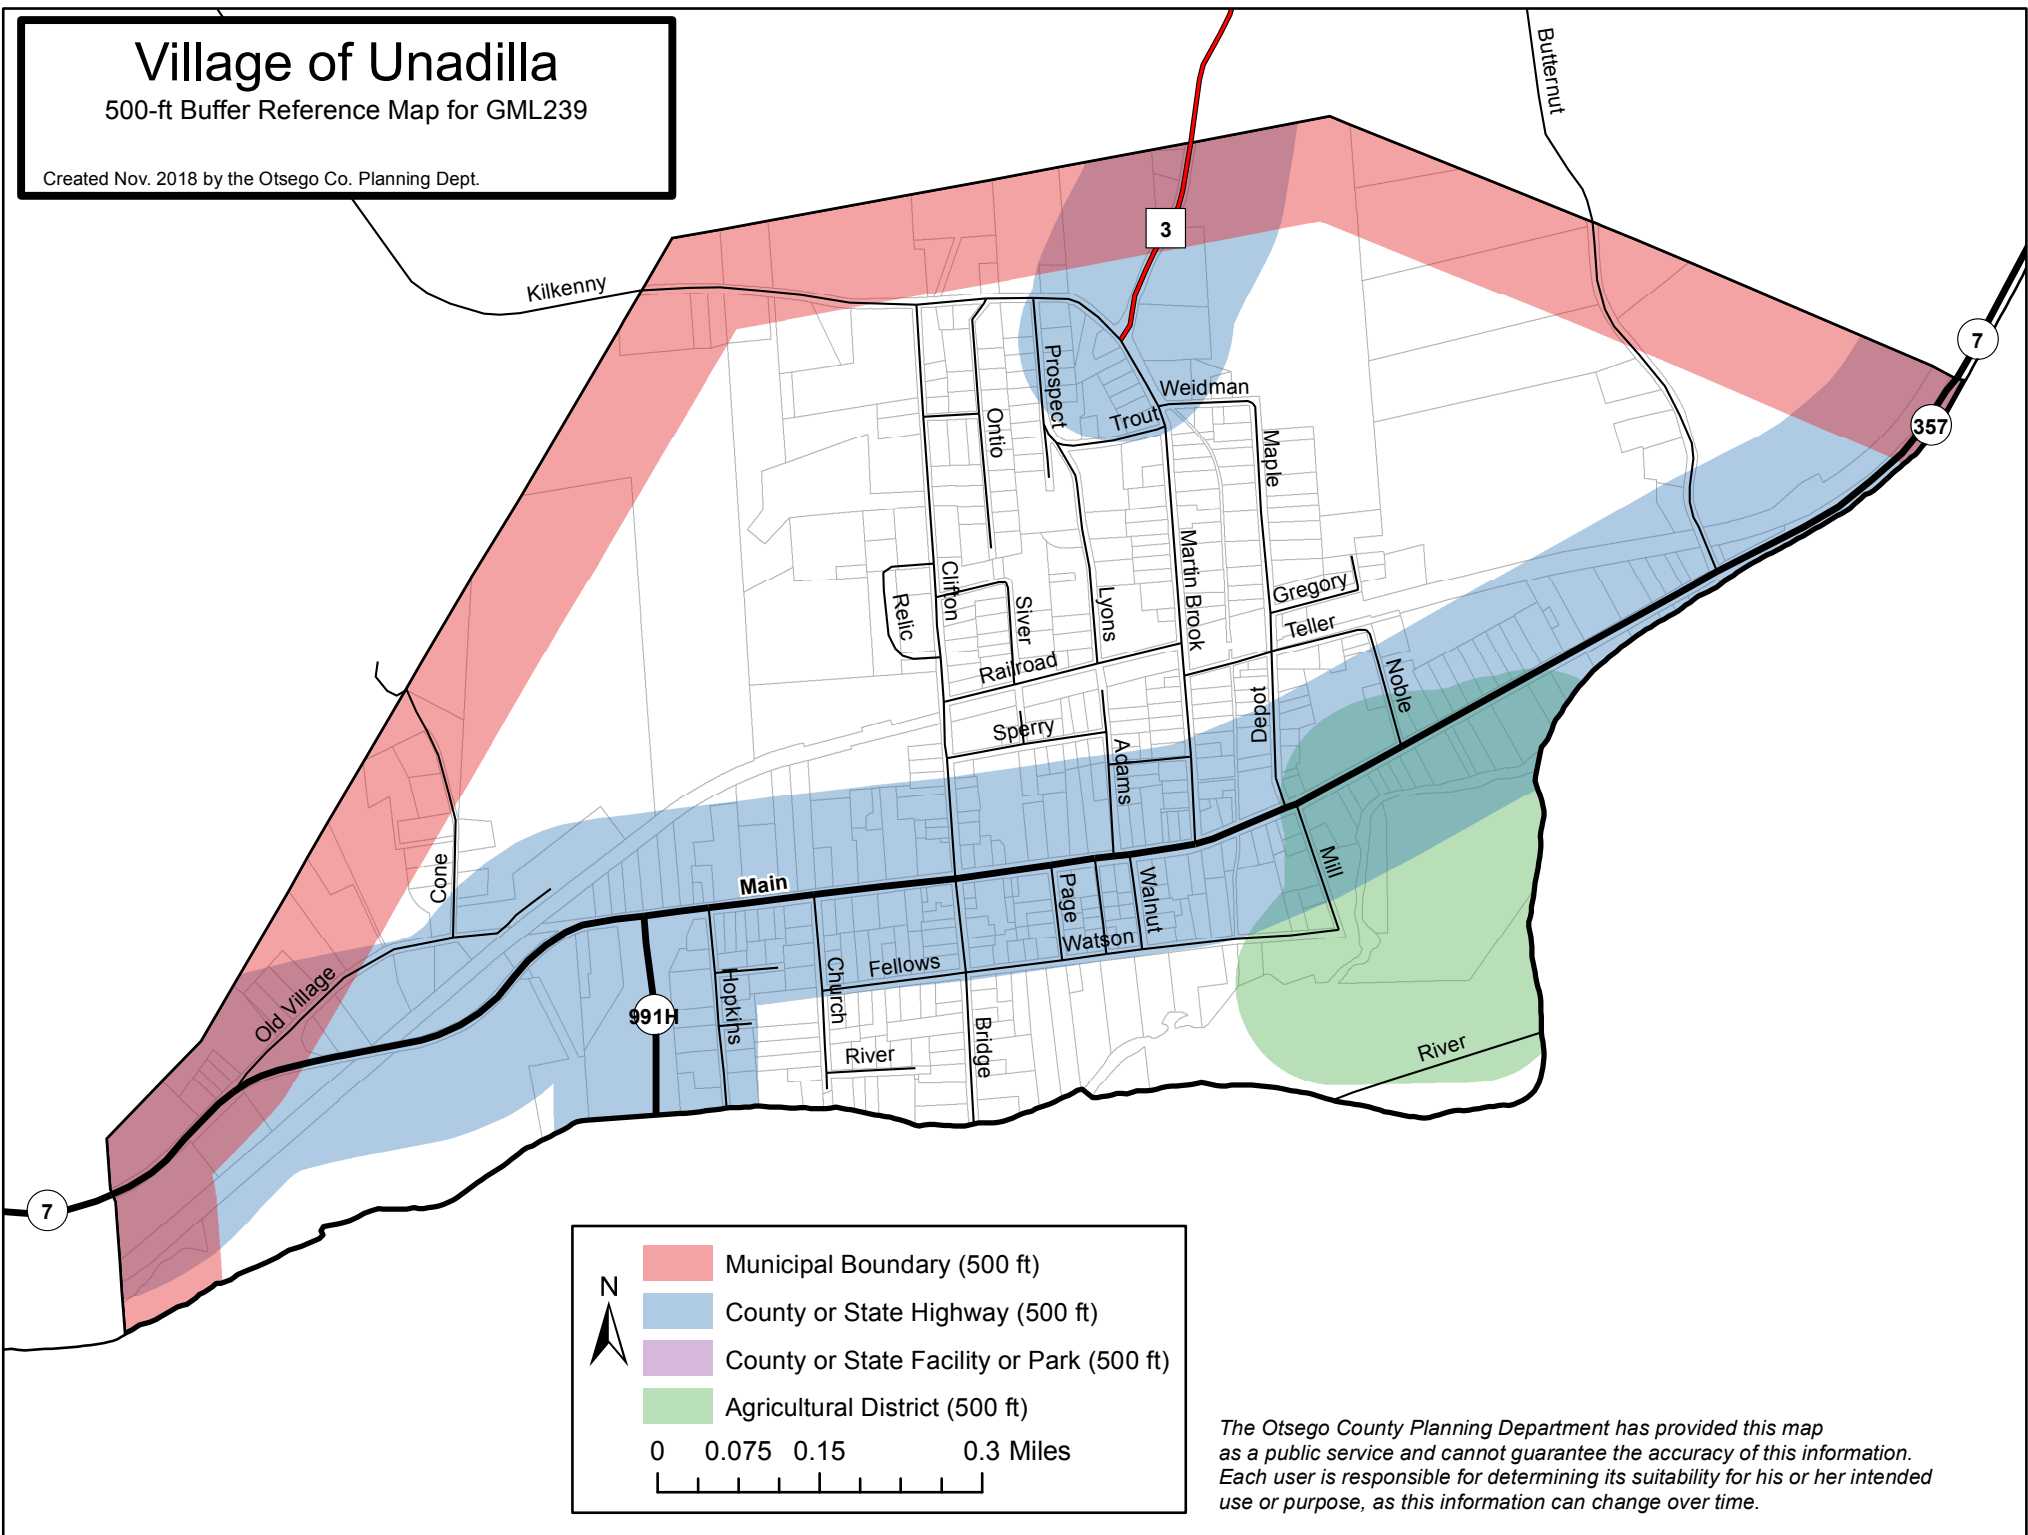 Village of Unadilla
500-ft Buffer Reference Map for GML239
Created Nov. 2018 by the Otsego Co. Planning Dept.
Butternut
3
Kilkenny
7
Prospect
Weidman
Trout
Ontio
357
Maple
Martin Brook
Clifton
Relic
Siver
Lyons
Gregory
Teller
Railroad
Noble
Depot
Sperry
Adams
Cone
Main
Mill
Page
Walnut
Watson
Fellows
Old Village
Hopkins
Church
991H
Bridge
River
River
7
N
Municipal Boundary (500 ft)
County or State Highway (500 ft)
County or State Facility or Park (500 ft)
Agricultural District (500 ft)
0 0.075 0.15 0.3 Miles
The Otsego County Planning Department has provided this map
as a public service and cannot guarantee the accuracy of this information.
Each user is responsible for determining its suitability for his or her intended
use or purpose, as this information can change over time.